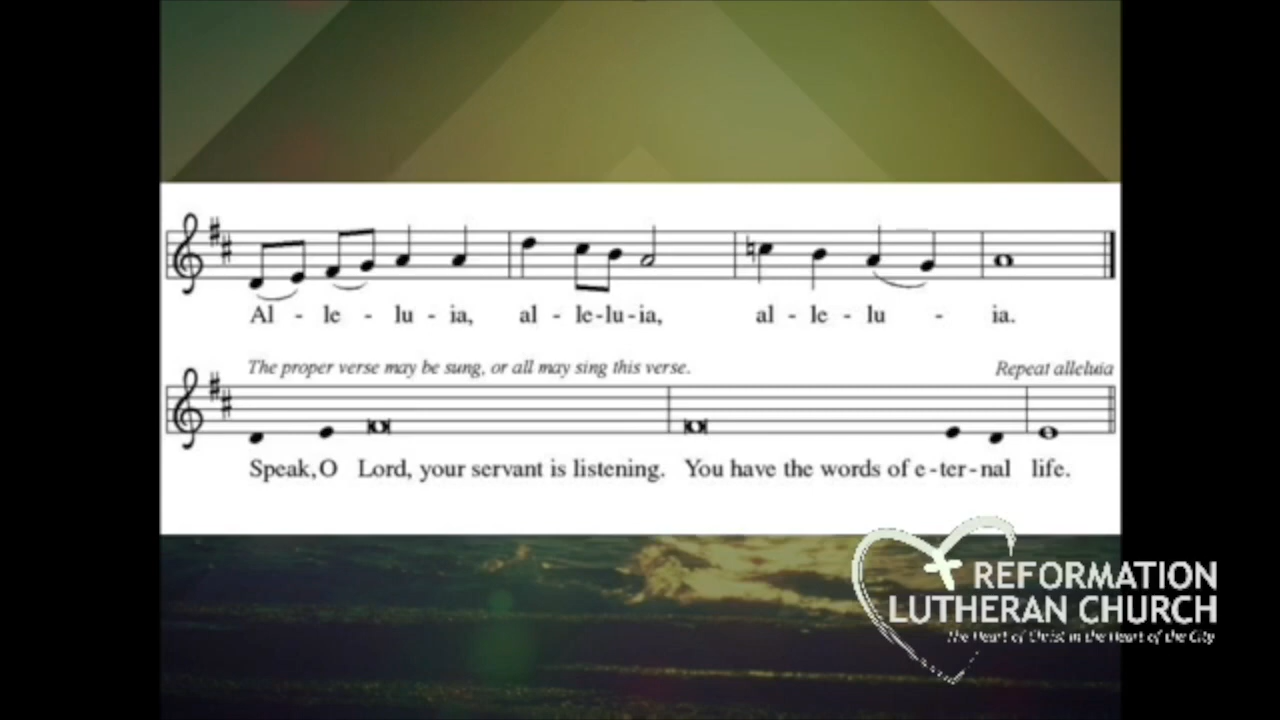 Al - le - lu - ia, al - le - lu - ia, al - le - lu - ia.
The proper verse may be sung, or all may sing this verse. Repeat alleluia
Speak, O Lord, your servant is listening. You have the words of e - ter - nal life.
REFORMATION
LUTHERAN CHURCH
The Heart of Christ in the Heart of the City